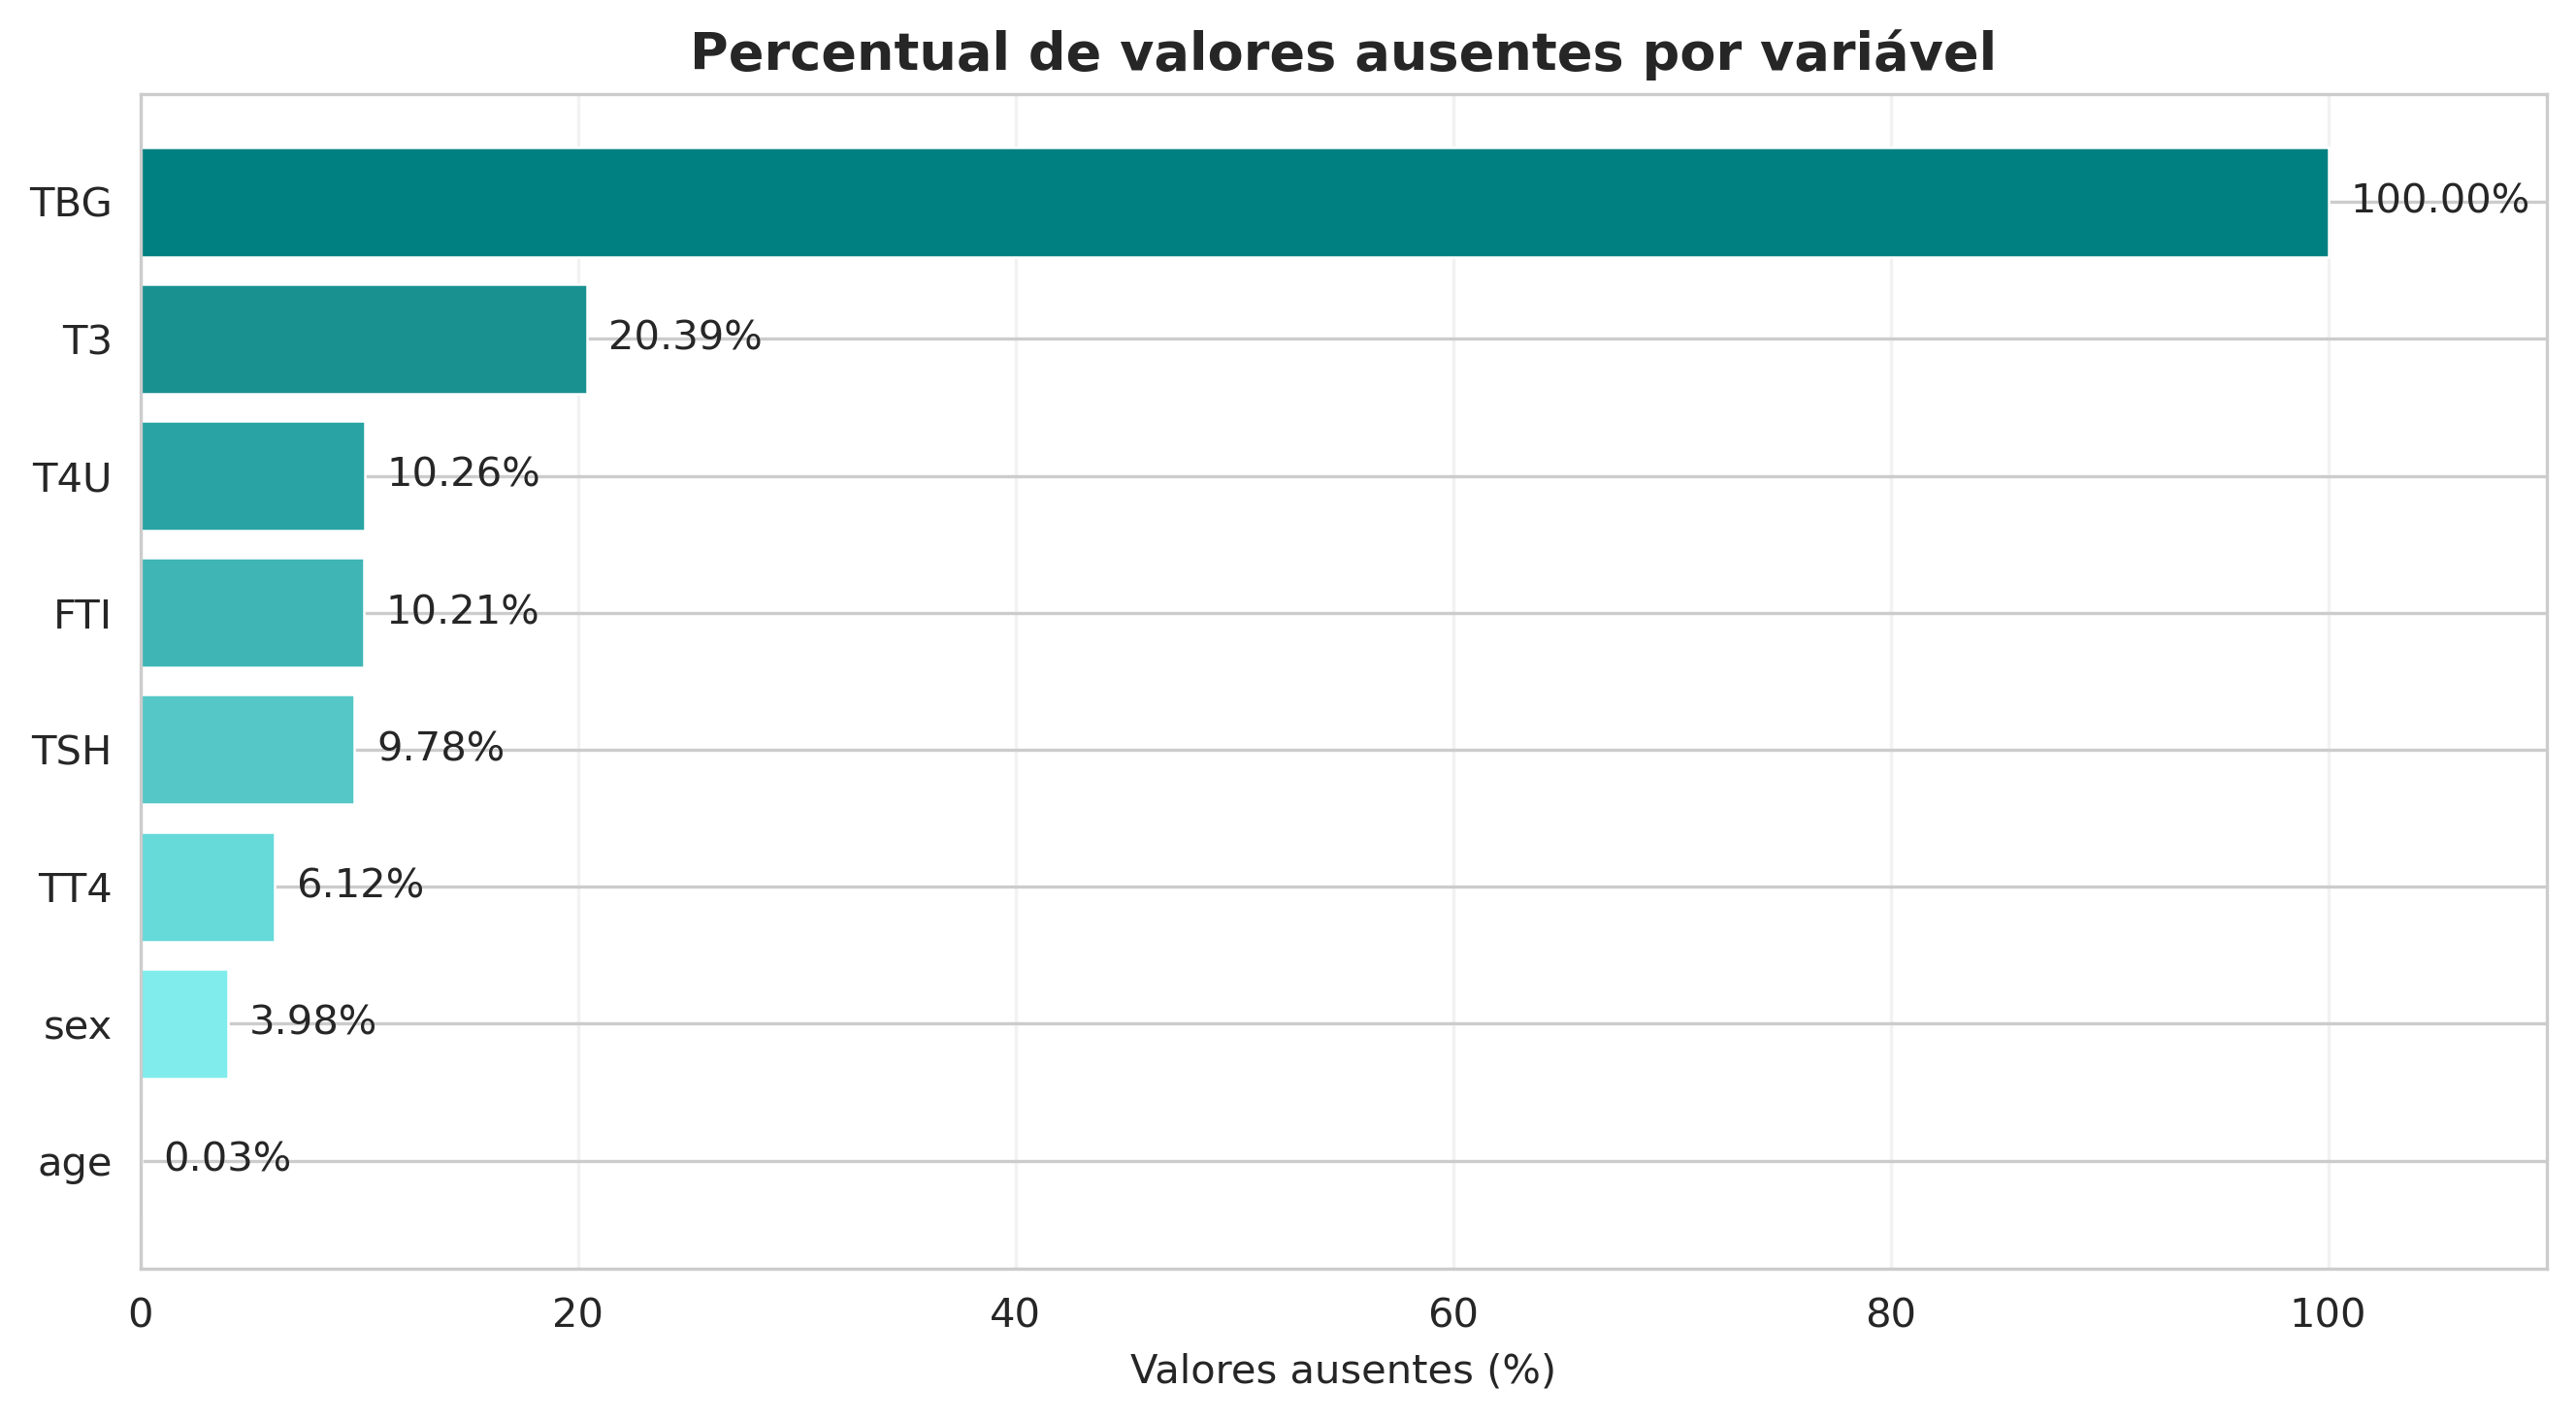 Percentual de valores ausentes por variável
TBG 100.00%
T3 20.39%
T4U 10.26%
FTI 10.21%
TSH 9.78%
TT4 6.12%
sex 3.98%
age 0.03%
0 20 40 60 80 100
Valores ausentes (%)